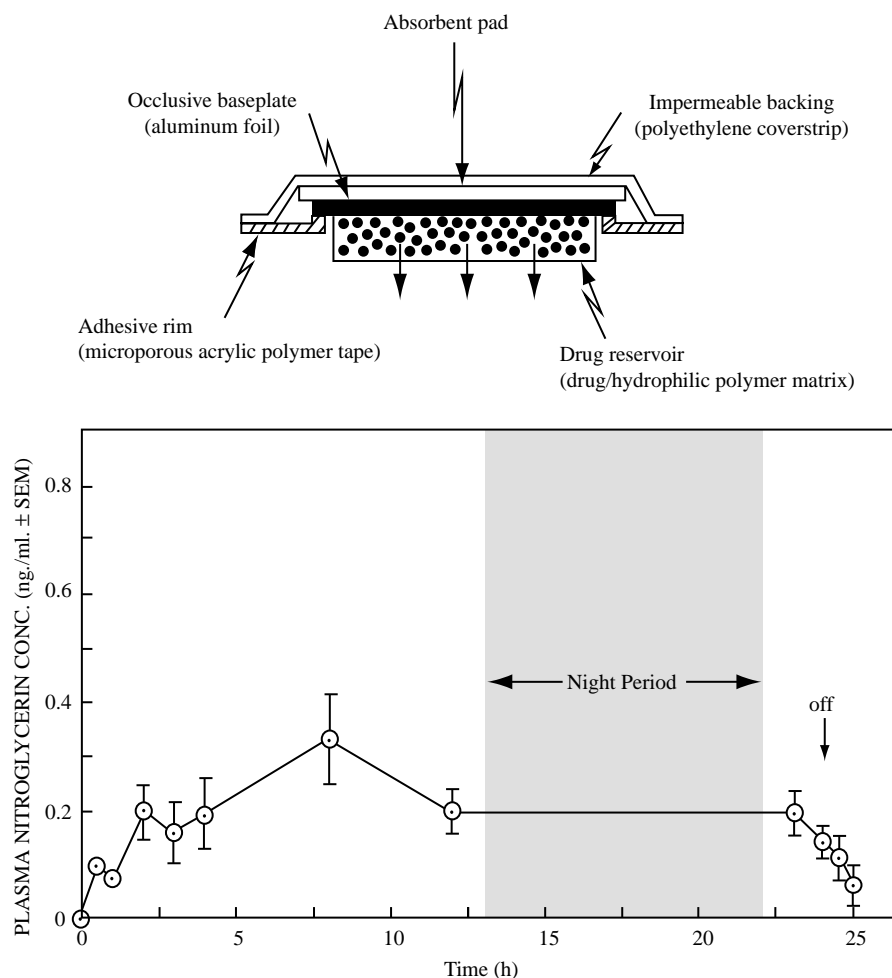 Absorbent pad
Occlusive baseplate
(aluminum foil)
Impermeable backing
(polyethylene coverstrip)
Adhesive rim
(microporous acrylic polymer tape)
Drug reservoir
(drug/hydrophilic polymer matrix)
PLASMA NITROGLYCERIN CONC. (ng./ml. ± SEM)
0.8
0.6
0.4
0.2
0
Night Period
off
0
5
10
15
20
25
Time (h)